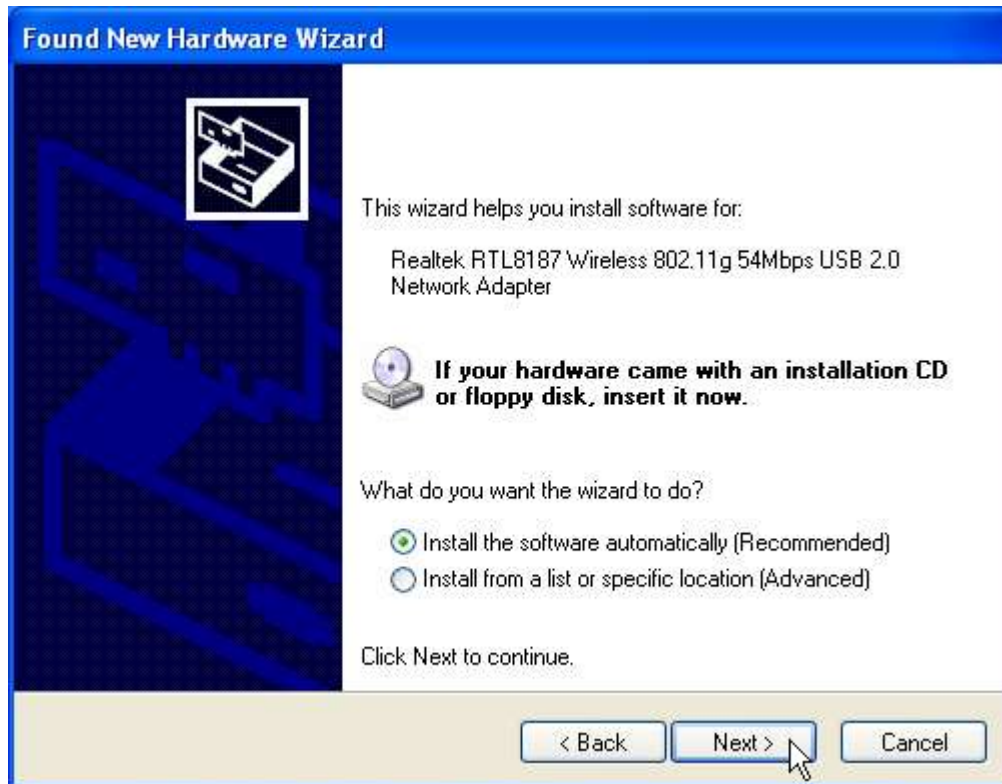 Found New Hardware Wizard
This wizard helps you install software for:
Realtek RTL8187 Wireless 802.11g 54Mbps USB 2.0
Network Adapter
If your hardware came with an installation CD
or floppy disk, insert it now.
What do you want the wizard to do?
Install the software automatically (Recommended)
Install from a list or specific location (Advanced)
Click Next to continue.
< Back
Next >
Cancel